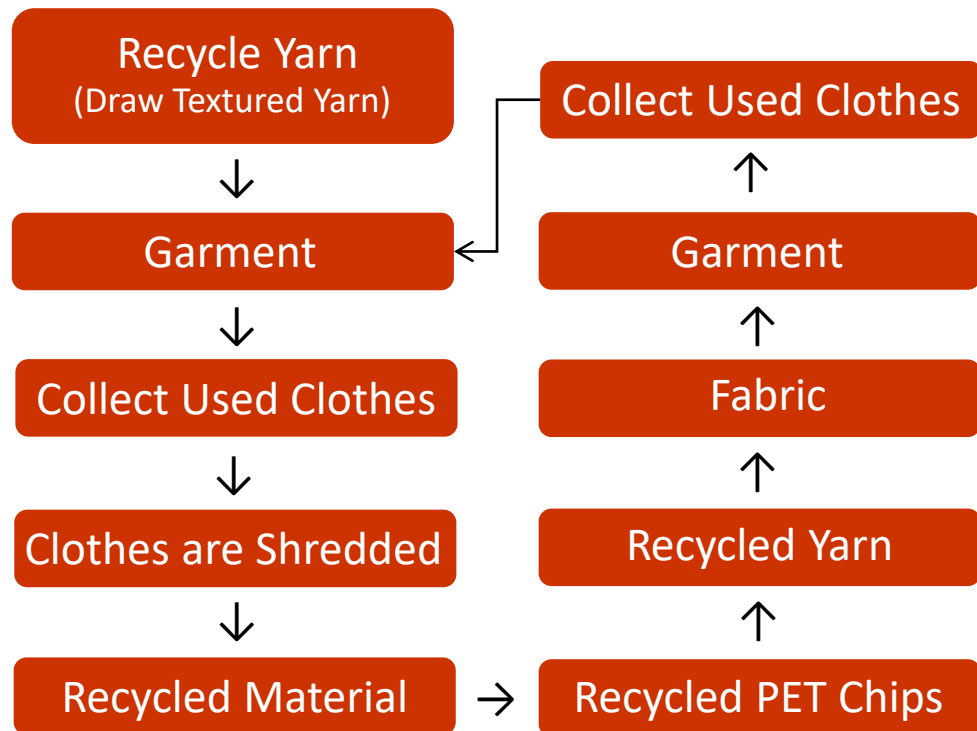 Recycle Yarn
(Draw Textured Yarn)
Garment
Collect Used Clothes
Clothes are Shredded
Recycled Material
Recycled PET Chips
Recycled Yarn
Fabric
Garment
Collect Used Clothes